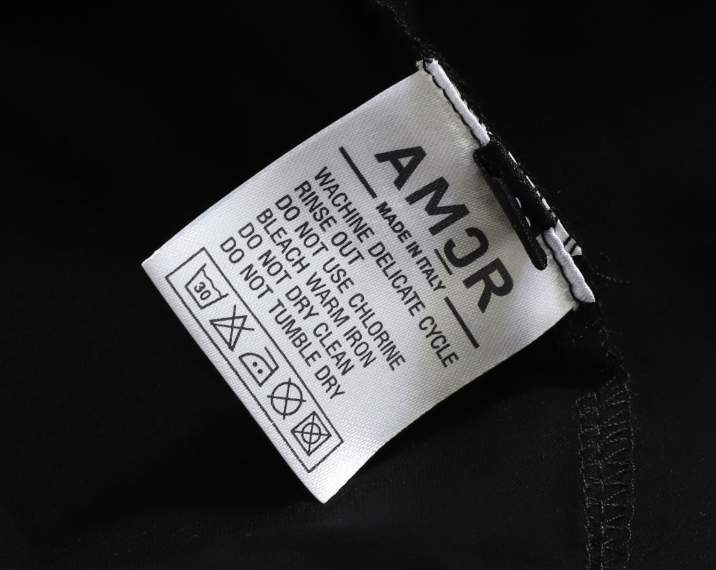 AMOR
MADE IN ITALY
WACHINE DELICATE CYCLE
RINSE OUT
DO NOT USE CHLORINE
BLEACH WARM IRON
DO NOT DRY CLEAN
DO NOT TUMBLE DRY
30